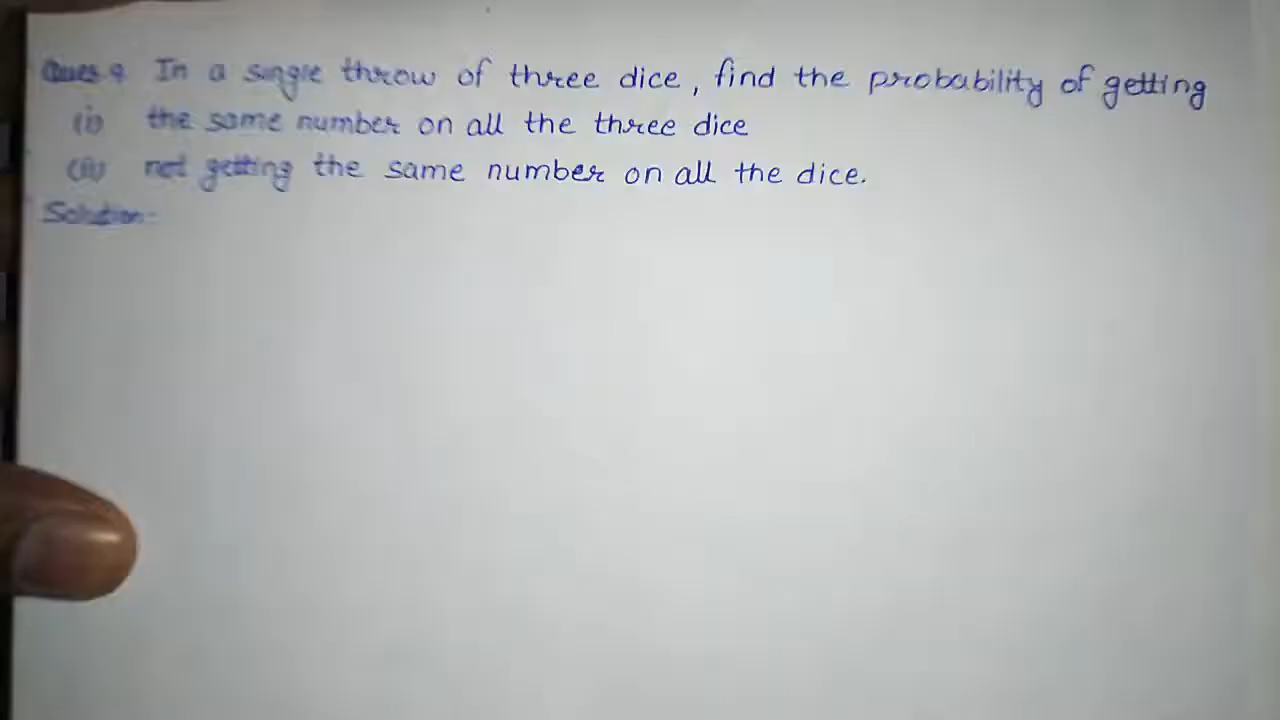 Ques 9 In a single throw of three dice, find the probability of getting
(i) the same number on all the three dice
(ii) not getting the same number on all the dice.
Solution:-